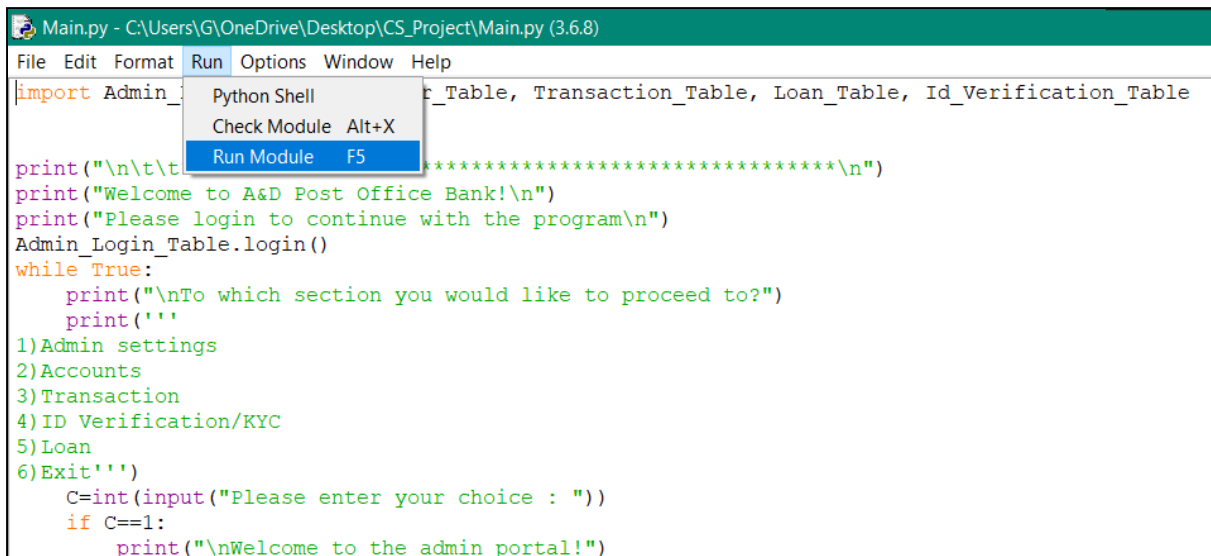 Main.py - C:\Users\G\OneDrive\Desktop\CS_Project\Main.py (3.6.8)
File Edit Format Run Options Window Help
import Admin_ r_Table, Transaction_Table, Loan_Table, Id_Verification_Table
Python Shell
Check Module Alt+X
Run Module F5
print("\n\t\t *********************************\n")
print("Welcome to A&D Post Office Bank!\n")
print("Please login to continue with the program\n")
Admin_Login_Table.login()
while True:
    print("\nTo which section you would like to proceed to?")
    print('''
1)Admin settings
2)Accounts
3)Transaction
4)ID Verification/KYC
5)Loan
6)Exit''')
    C=int(input("Please enter your choice : "))
    if C==1:
        print("\nWelcome to the admin portal!")